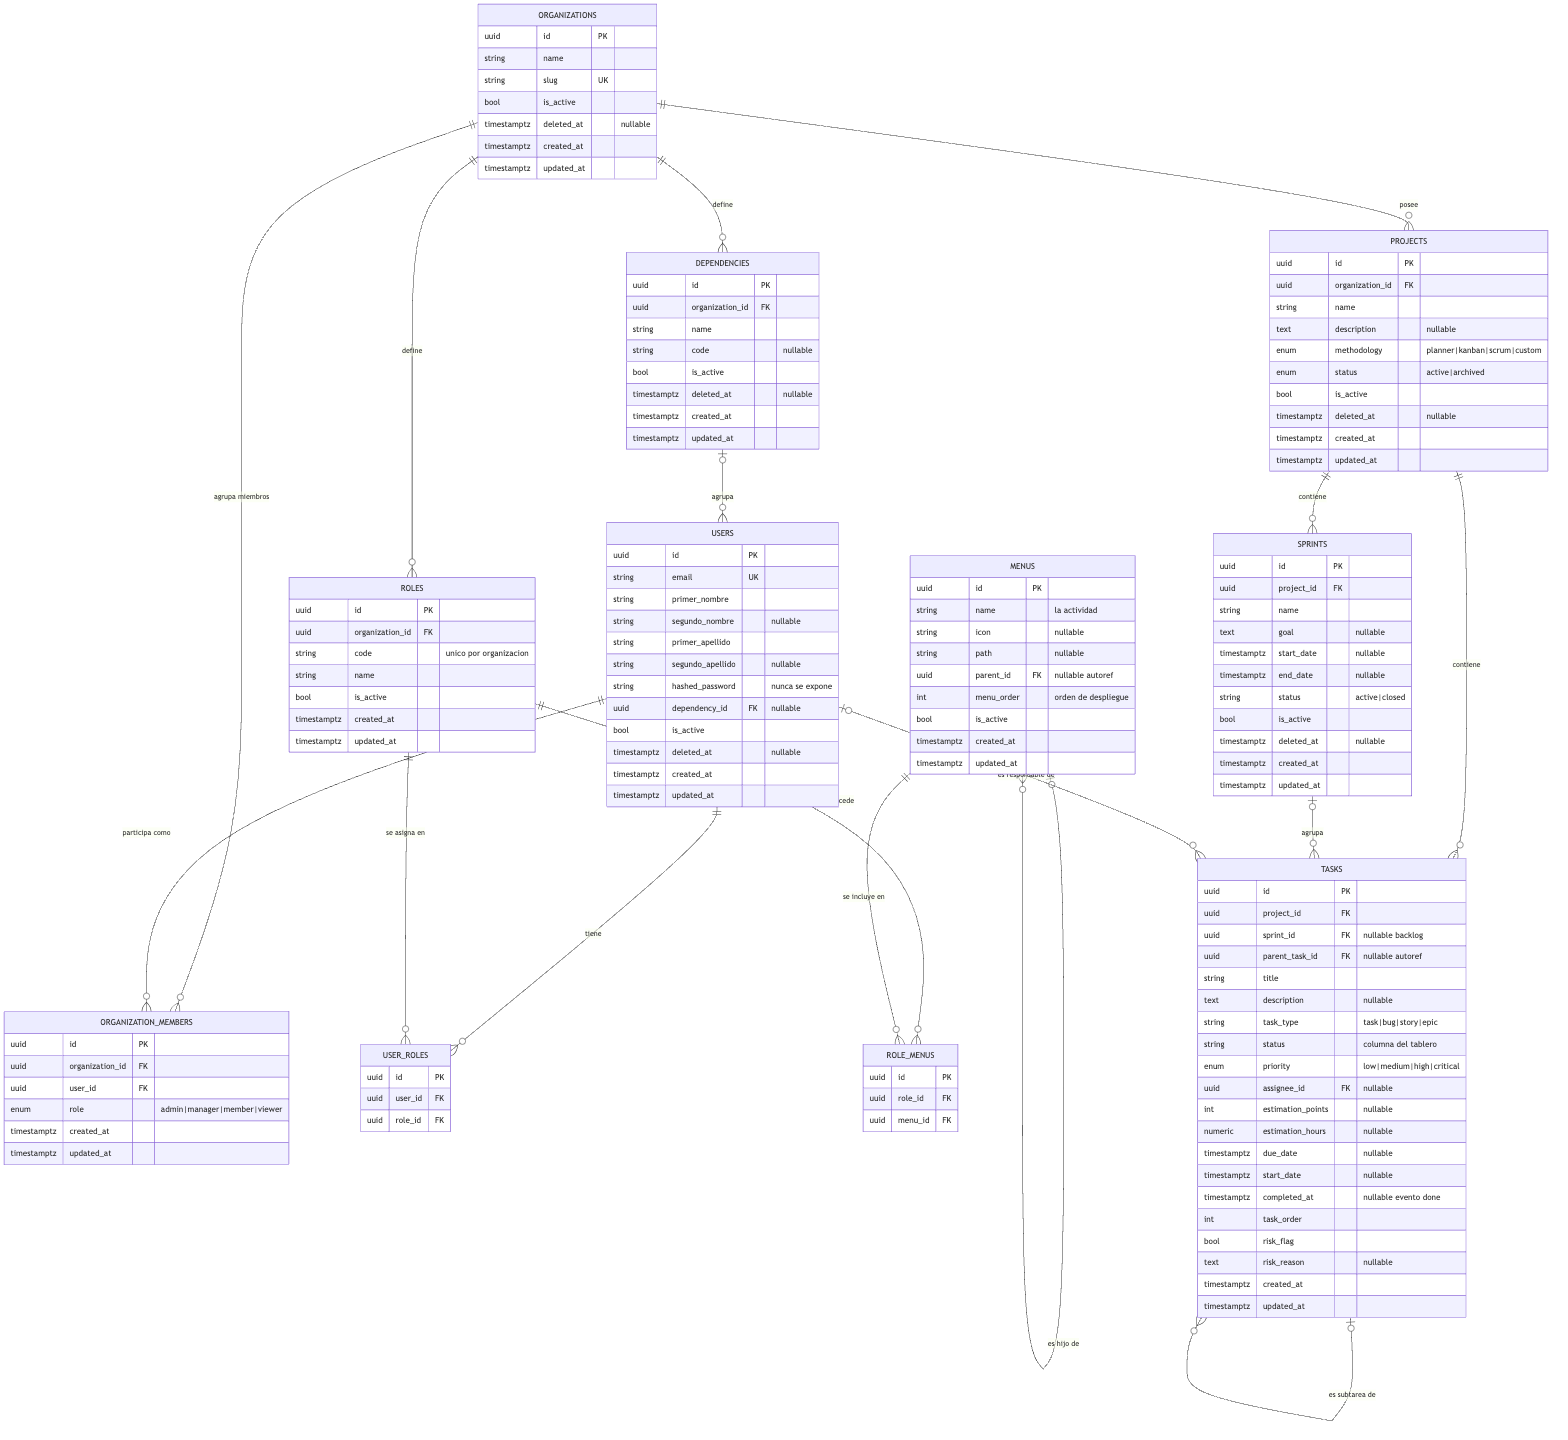 ORGANIZATIONS
uuid id PK
string name
string slug UK
bool is_active
timestamptz deleted_at nullable
timestamptz created_at
timestamptz updated_at
define
posee
PROJECTS
uuid id PK
uuid organization_id FK
string name
text description nullable
enum methodology planner|kanban|scrum|custom
enum status active|archived
bool is_active
timestamptz deleted_at nullable
timestamptz created_at
timestamptz updated_at
DEPENDENCIES
uuid id PK
uuid organization_id FK
string name
string code nullable
bool is_active
timestamptz deleted_at nullable
timestamptz created_at
timestamptz updated_at
define
agrupa miembros
agrupa
contiene
contiene
USERS
uuid id PK
string email UK
string primer_nombre
string segundo_nombre nullable
string primer_apellido
string segundo_apellido nullable
string hashed_password nunca se expone
uuid dependency_id FK nullable
bool is_active
timestamptz deleted_at nullable
timestamptz created_at
timestamptz updated_at
MENUS
uuid id PK
string name la actividad
string icon nullable
string path nullable
uuid parent_id FK nullable autoref
int menu_order orden de despliegue
bool is_active
timestamptz created_at
timestamptz updated_at
SPRINTS
uuid id PK
uuid project_id FK
string name
text goal nullable
timestamptz start_date nullable
timestamptz end_date nullable
string status active|closed
bool is_active
timestamptz deleted_at nullable
timestamptz created_at
timestamptz updated_at
ROLES
uuid id PK
uuid organization_id FK
string code unico por organizacion
string name
bool is_active
timestamptz created_at
timestamptz updated_at
es responsable de
cede
participa como
se asigna en
agrupa
se incluye en
tiene
TASKS
uuid id PK
uuid project_id FK
uuid sprint_id FK nullable backlog
uuid parent_task_id FK nullable autoref
string title
text description nullable
string task_type task|bug|story|epic
string status columna del tablero
enum priority low|medium|high|critical
uuid assignee_id FK nullable
int estimation_points nullable
numeric estimation_hours nullable
timestamptz due_date nullable
timestamptz start_date nullable
timestamptz completed_at nullable evento done
int task_order
bool risk_flag
text risk_reason nullable
timestamptz created_at
timestamptz updated_at
ORGANIZATION_MEMBERS
uuid id PK
uuid organization_id FK
uuid user_id FK
enum role admin|manager|member|viewer
timestamptz created_at
timestamptz updated_at
USER_ROLES
uuid id PK
uuid user_id FK
uuid role_id FK
ROLE_MENUS
uuid id PK
uuid role_id FK
uuid menu_id FK
es hijo de
es subtarea de